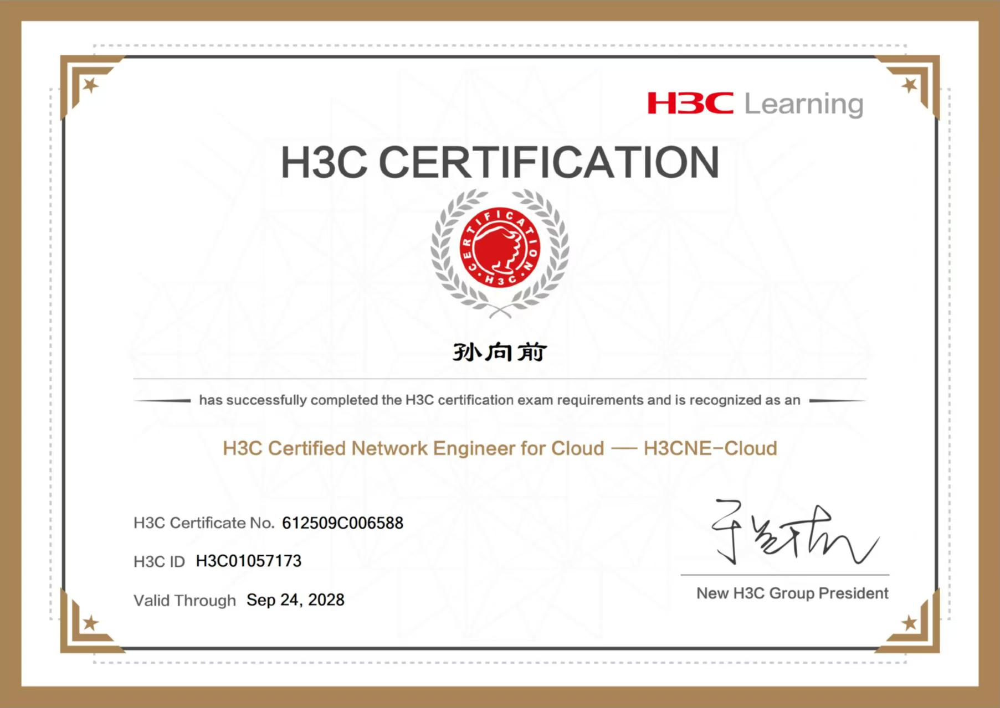 H3C Learning
H3C CERTIFICATION
CERTIFICATION
·H3C·
孙向前
has successfully completed the H3C certification exam requirements and is recognized as an
H3C Certified Network Engineer for Cloud —— H3CNE-Cloud
H3C Certificate No. 612509C006588
H3C ID H3C01057173
Valid Through Sep 24, 2028
New H3C Group President